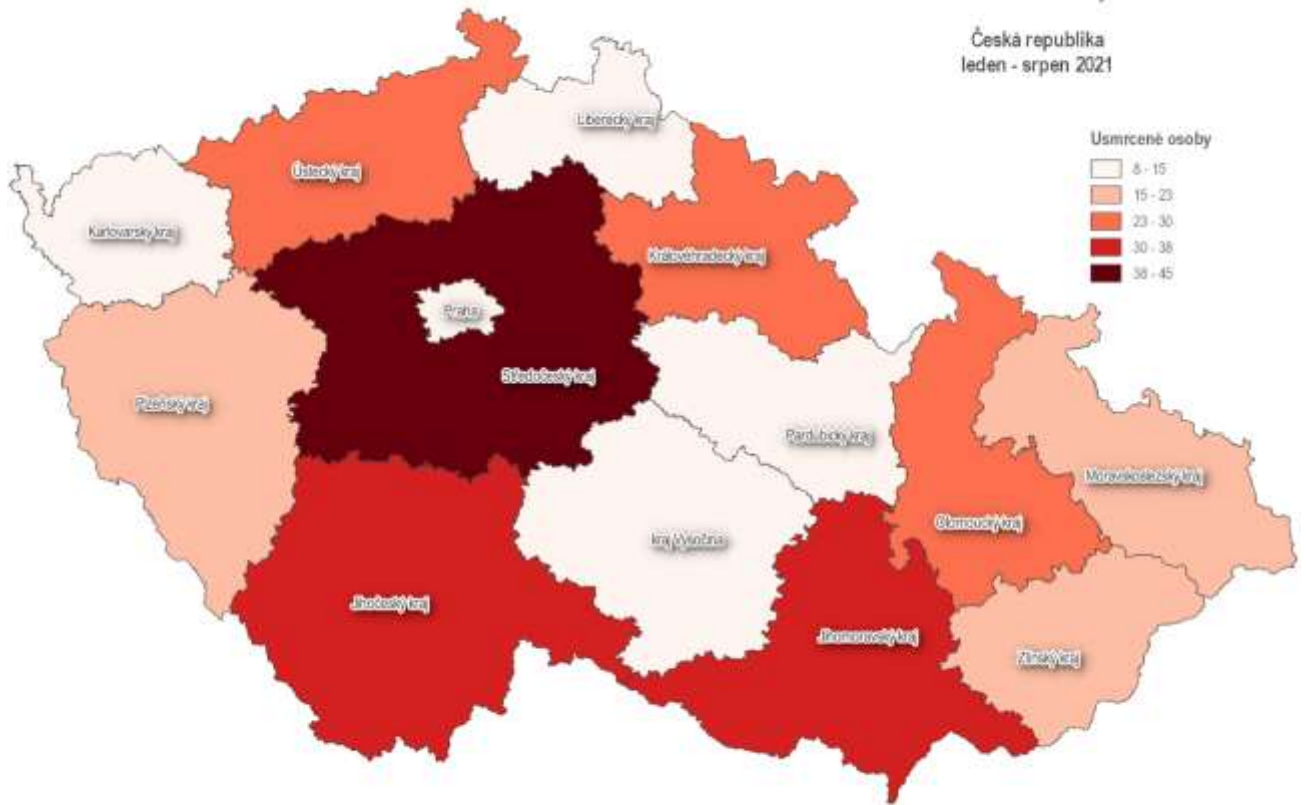 Česká republika
leden - srpen 2021
Usmrcené osoby
8 - 15
15 - 23
23 - 30
30 - 38
38 - 45
Liberecký kraj
Ústecký kraj
Karlovarský kraj
Královéhradecký kraj
Praha
Středočeský kraj
Plzeňský kraj
Pardubický kraj
Moravskoslezský kraj
Olomoucký kraj
kraj Vysočina
Jihočeský kraj
Jihomoravský kraj
Zlínský kraj